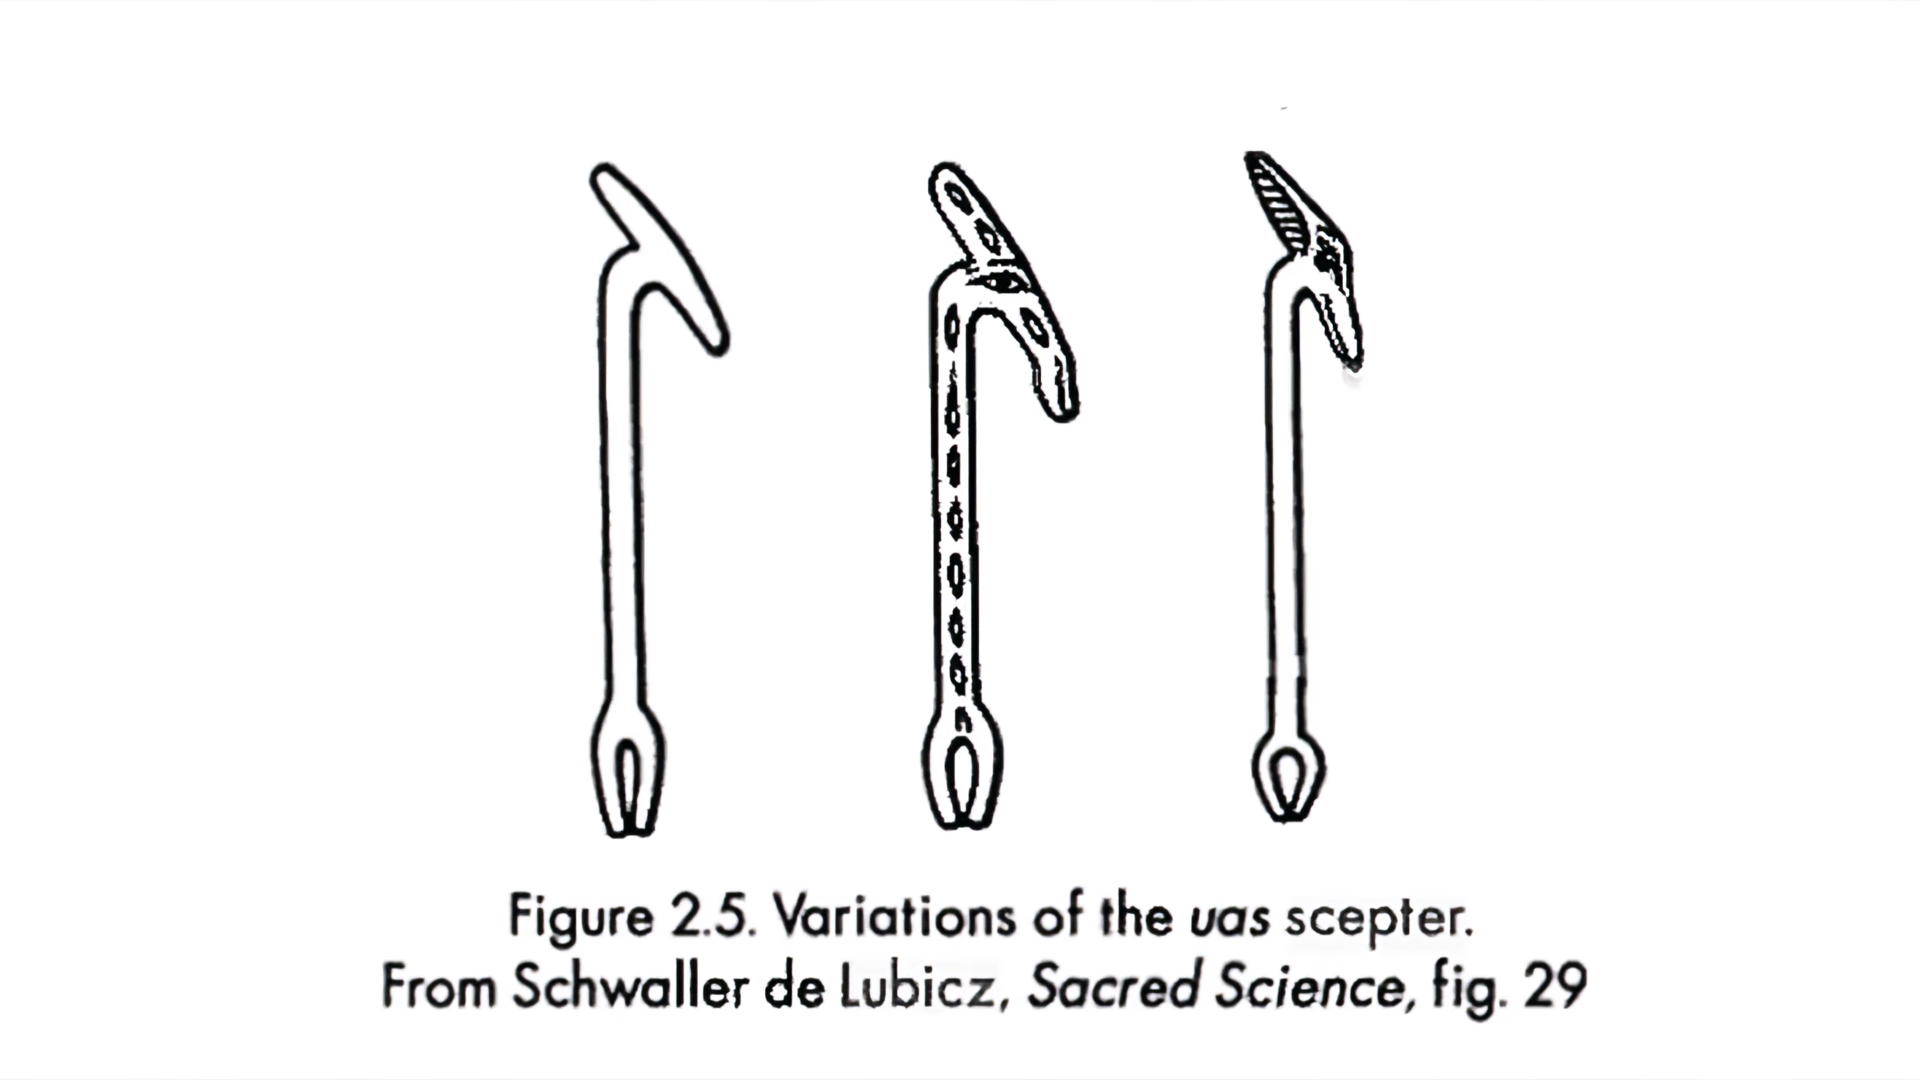 Figure 2.5. Variations of the uas scepter.
From Schwaller de Lubicz, Sacred Science, fig. 29